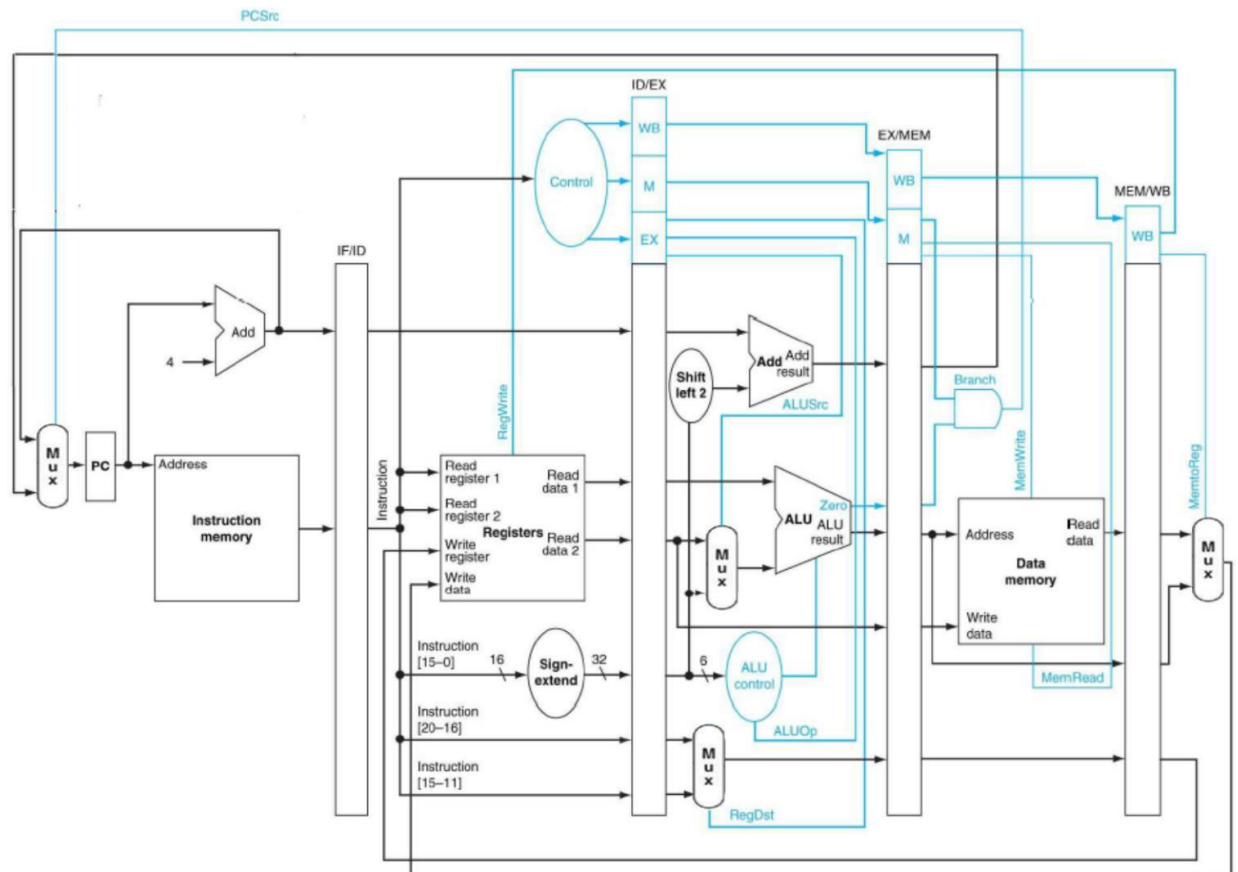 PCSrc
ID/EX
WB
EX/MEM
Control
M
WB
MEM/WB
EX
M
WB
IF/ID
Add
4
Add
Add
result
Shift
left 2
Branch
ALUSrc
RegWrite
MemWrite
MemtoReg
M
u
x
PC
Address
Instruction
memory
Instruction
Read
register 1
Read
register 2
Write
register
Write
data
Registers
Read
data 1
Read
data 2
M
u
x
Zero
ALU
ALU
result
Address
Read
data
Data
memory
Write
data
M
u
x
MemRead
Instruction
[15–0]
16
Sign-
extend
32
6
ALU
control
ALUOp
Instruction
[20–16]
Instruction
[15–11]
M
u
x
RegDst